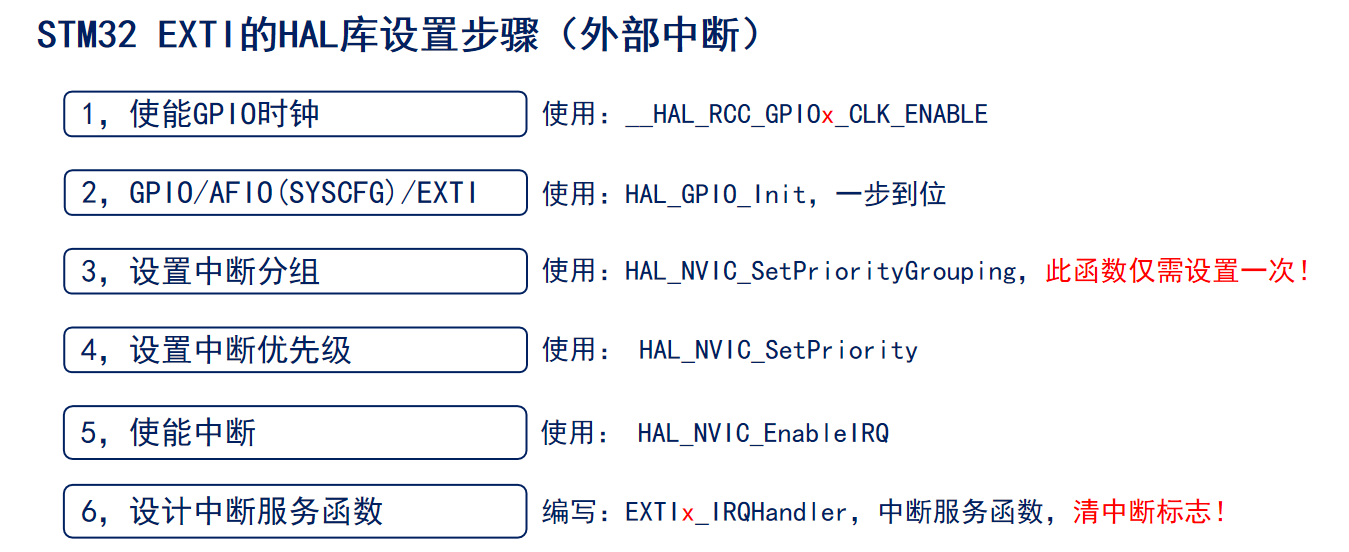 STM32 EXTI的HAL库设置步骤（外部中断）
1，使能GPIO时钟 使用：__HAL_RCC_GPIOx_CLK_ENABLE
2，GPIO/AFIO(SYSCFG)/EXTI 使用：HAL_GPIO_Init，一步到位
3，设置中断分组 使用：HAL_NVIC_SetPriorityGrouping，此函数仅需设置一次！
4，设置中断优先级 使用： HAL_NVIC_SetPriority
5，使能中断 使用： HAL_NVIC_EnableIRQ
6，设计中断服务函数 编写：EXTIx_IRQHandler，中断服务函数，清中断标志！